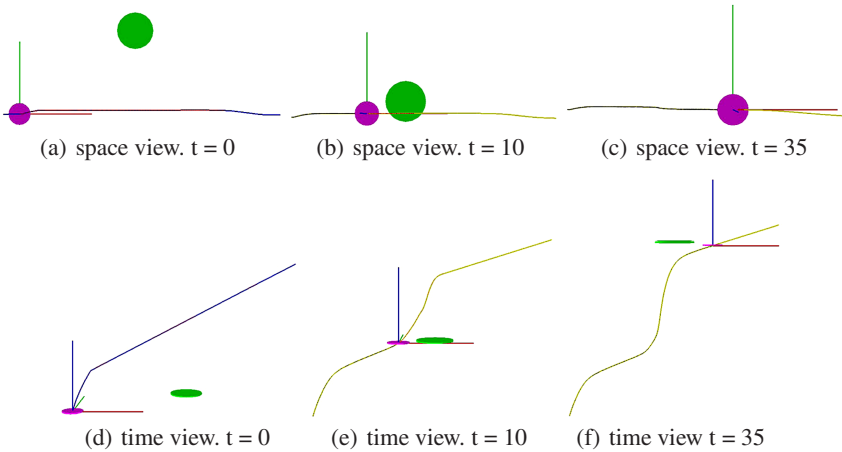 (a) space view. t = 0
(b) space view. t = 10
(c) space view. t = 35
(d) time view. t = 0
(e) time view. t = 10
(f) time view t = 35